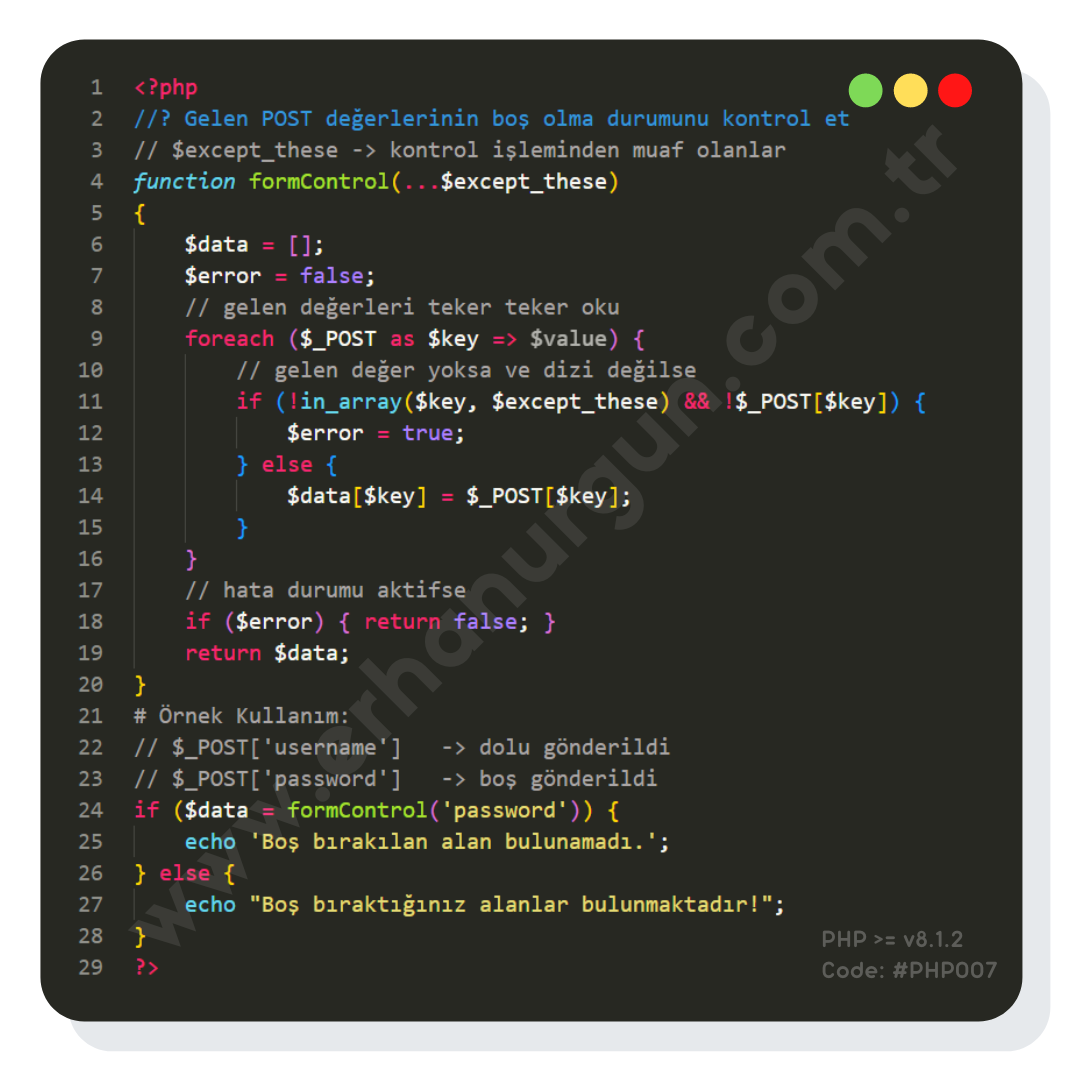 1 <?php
2 //? Gelen POST değerlerinin boş olma durumunu kontrol et
3 // $except_these -> kontrol işleminden muaf olanlar
4 function formControl(...$except_these)
5 {
6     $data = [];
7     $error = false;
8     // gelen değerleri teker teker oku
9     foreach ($_POST as $key => $value) {
10         // gelen değer yoksa ve dizi değilse
11         if (!in_array($key, $except_these) && !$_POST[$key]) {
12             $error = true;
13         } else {
14             $data[$key] = $_POST[$key];
15         }
16     }
17     // hata durumu aktifse
18     if ($error) { return false; }
19     return $data;
20 }
21 # Örnek Kullanım:
22 // $_POST['username']   -> dolu gönderildi
23 // $_POST['password']   -> boş gönderildi
24 if ($data = formControl('password')) {
25     echo 'Boş bırakılan alan bulunamadı.';
26 } else {
27     echo "Boş bıraktığınız alanlar bulunmaktadır!";
28 }
29 ?>
PHP >= v8.1.2
Code: #PHP007
www.erhanurgun.com.tr